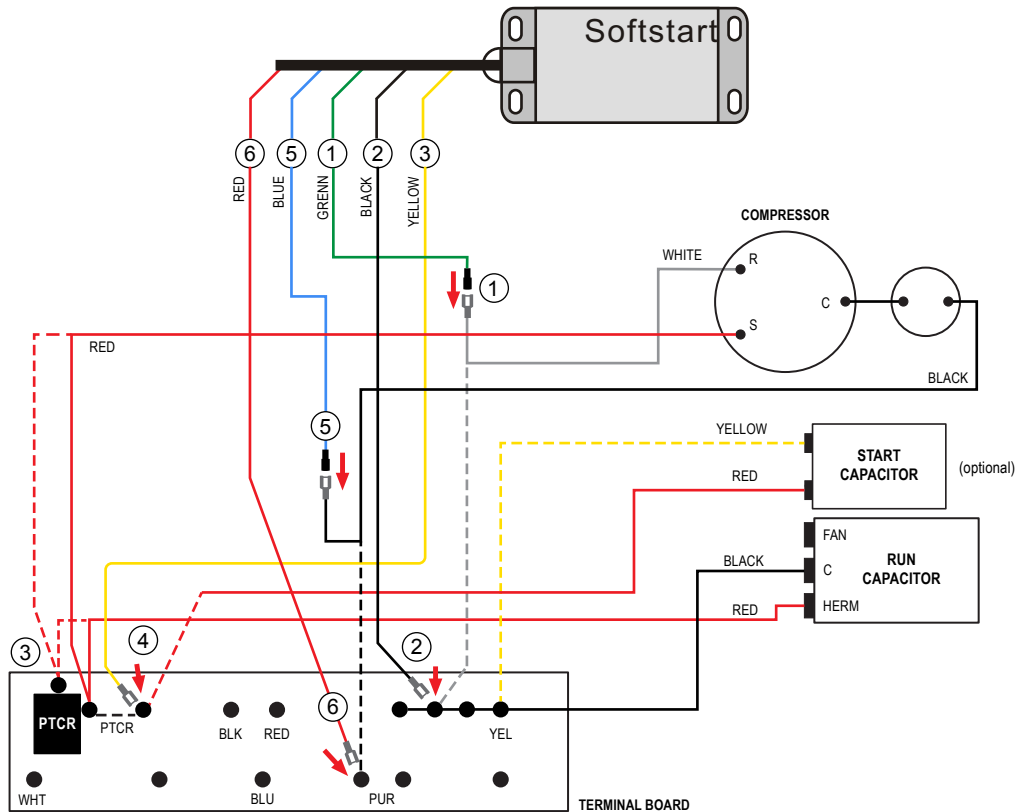 Softstart
6
5
1
2
3
RED
BLUE
GRENN
BLACK
YELLOW
COMPRESSOR
WHITE
R
C
S
1
RED
BLACK
5
YELLOW
START
CAPACITOR
(optional)
RED
FAN
BLACK
C
RUN
CAPACITOR
RED
HERM
3
4
2
6
PTCR
PTCR
BLK
RED
YEL
WHT
BLU
PUR
TERMINAL BOARD